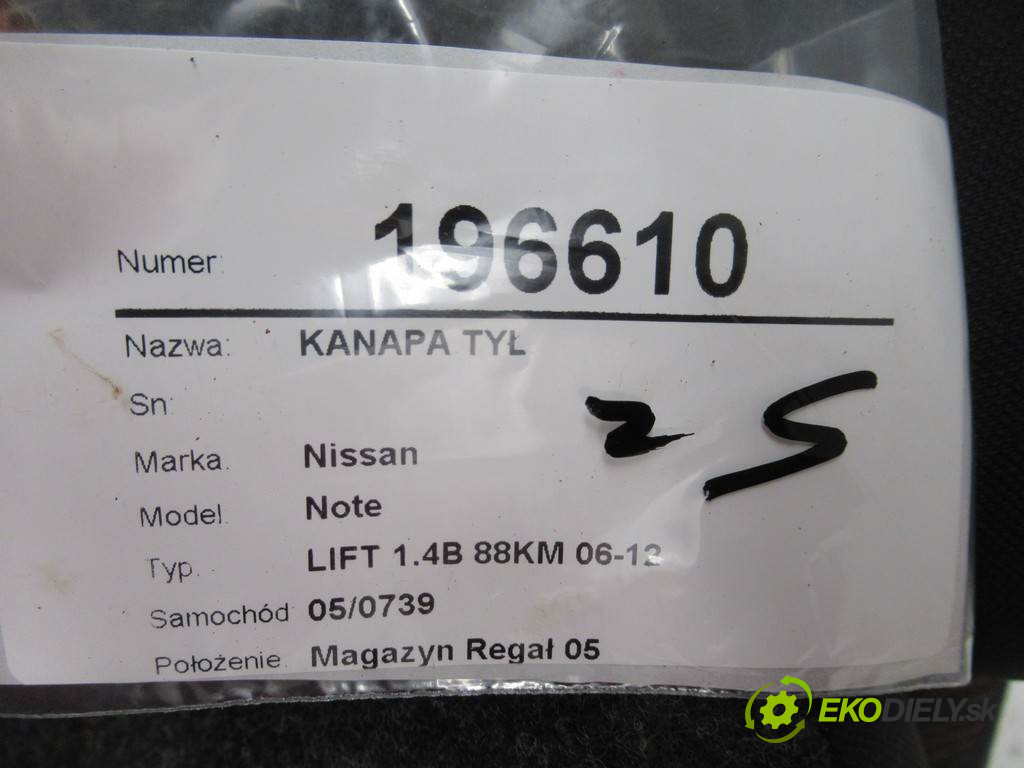 Numer: 196610
Nazwa: KANAPA TYŁ
Sn:
Marka: Nissan
Model: Note
Typ: LIFT 1.4B 88KM 06-12
Samochód 05/0739
Położenie Magazyn Regał 05
25
EKODIELY.sk